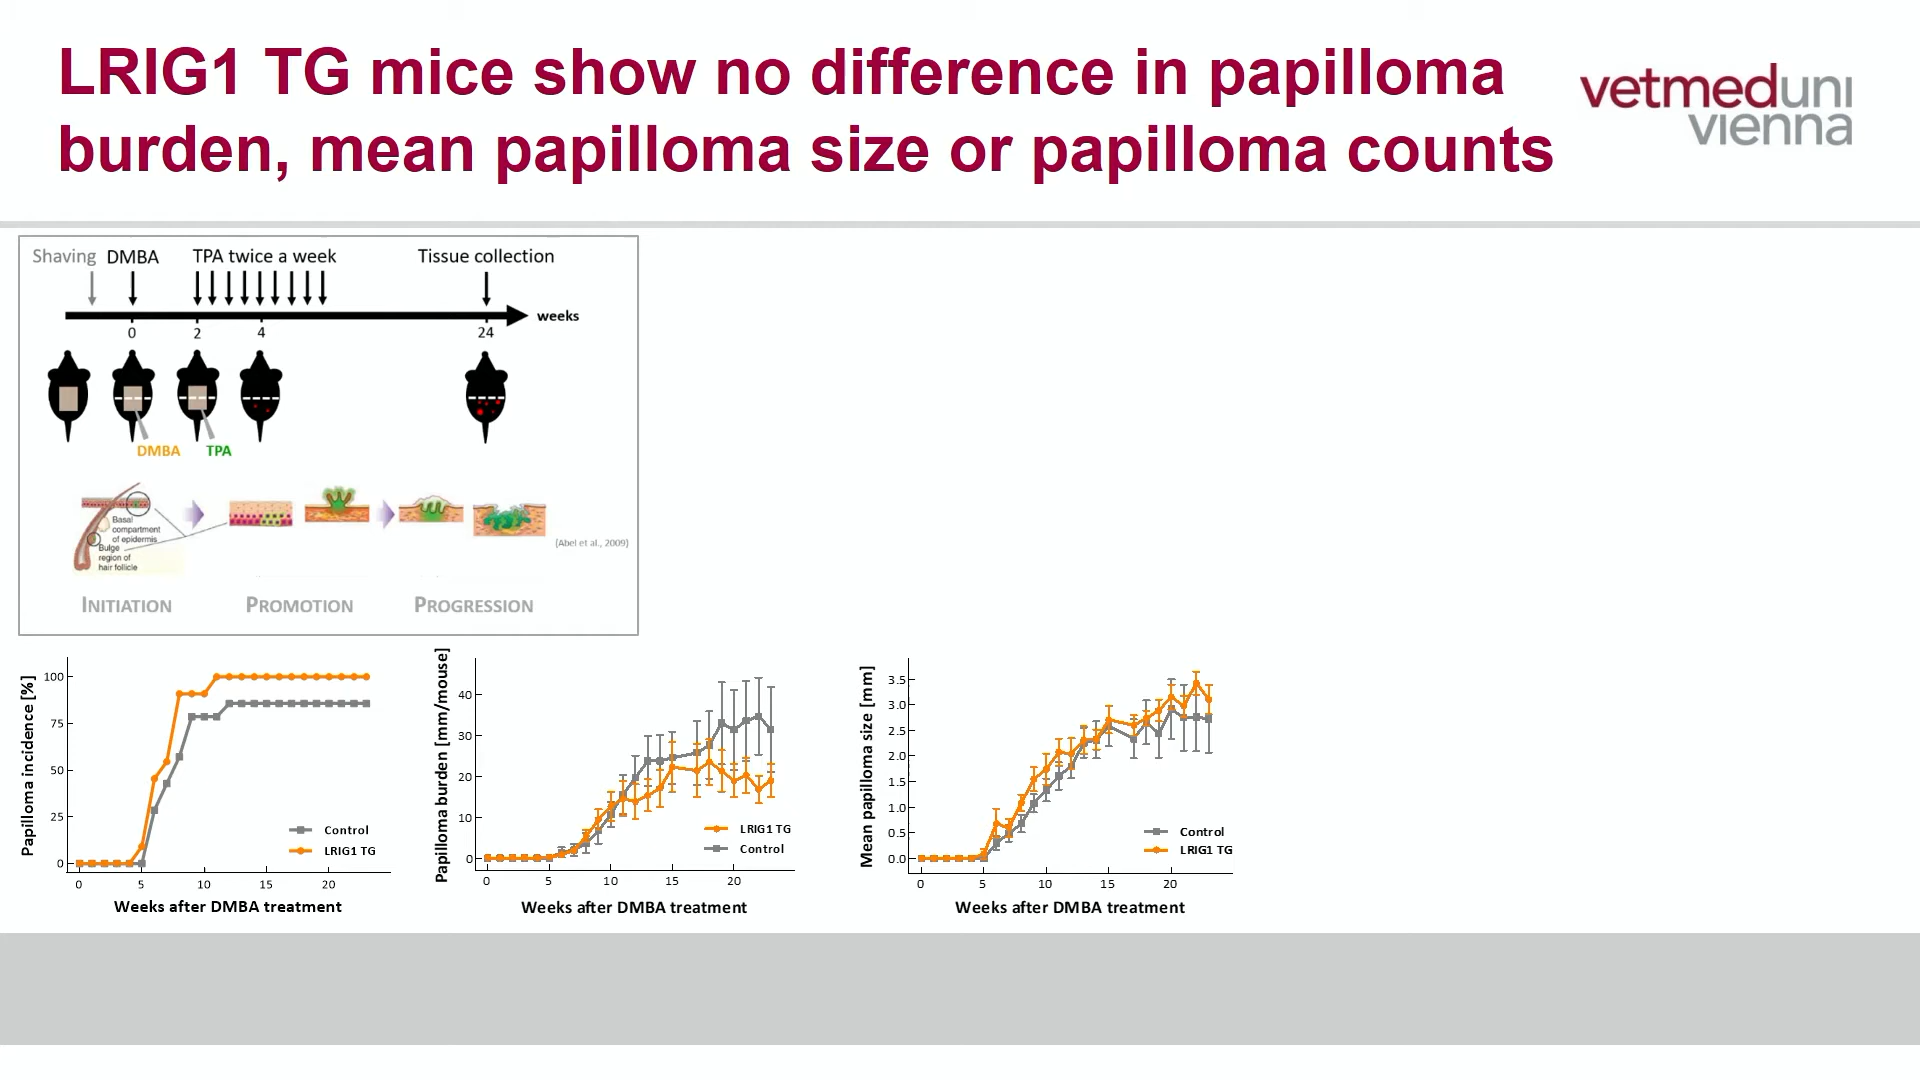 LRIG1 TG mice show no difference in papilloma
burden, mean papilloma size or papilloma counts
vetmeduni
vienna
Shaving DMBA TPA twice a week Tissue collection
weeks
0 2 4 24
DMBA TPA
Basal
compartment
of epidermis
Bulge
region of
hair follicle
(Abel et al., 2009)
INITIATION PROMOTION PROGRESSION
Papilloma incidence [%]
100
75
50
25
0
Control
LRIG1 TG
0 5 10 15 20
Weeks after DMBA treatment
Papilloma burden [mm/mouse]
40
30
20
10
0
LRIG1 TG
Control
0 5 10 15 20
Weeks after DMBA treatment
Mean papilloma size [mm]
3.5
3.0
2.5
2.0
1.5
1.0
0.5
0.0
Control
LRIG1 TG
0 5 10 15 20
Weeks after DMBA treatment